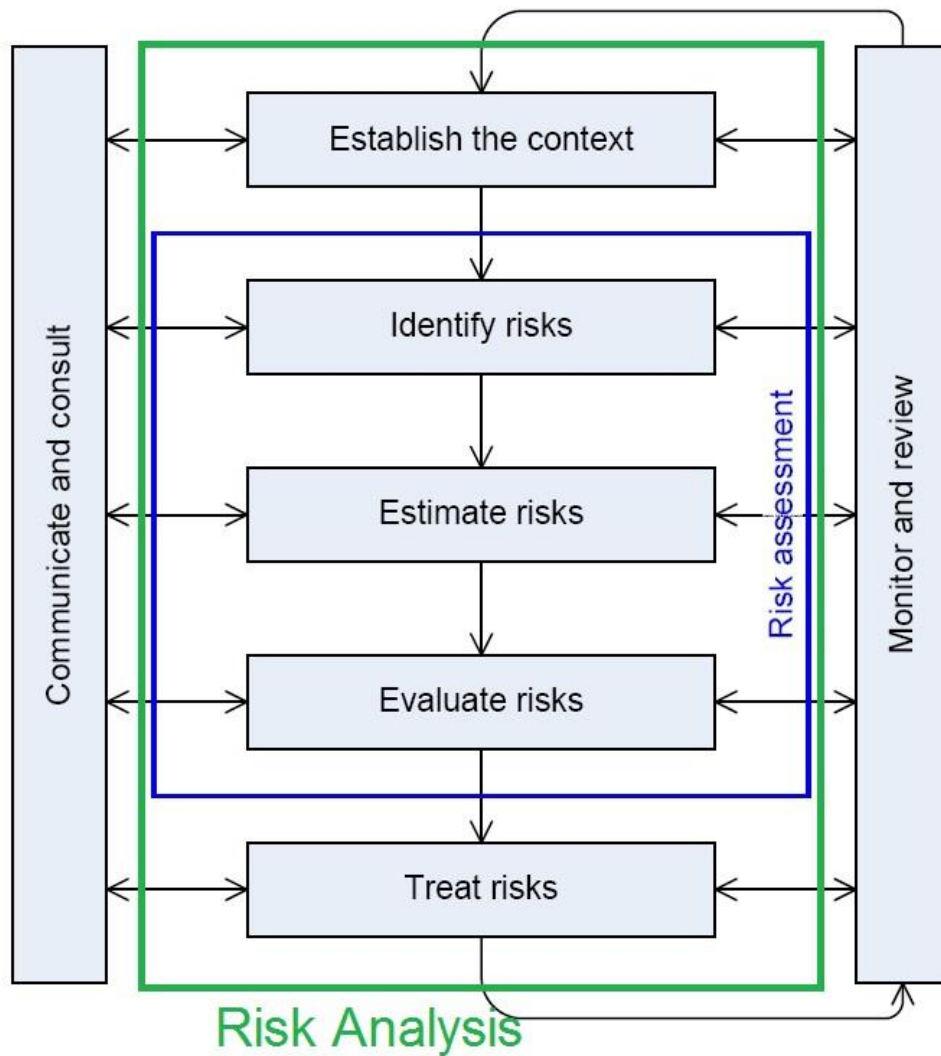 Communicate and consult
Establish the context
Identify risks
Estimate risks
Evaluate risks
Treat risks
Risk assessment
Monitor and review
Risk Analysis